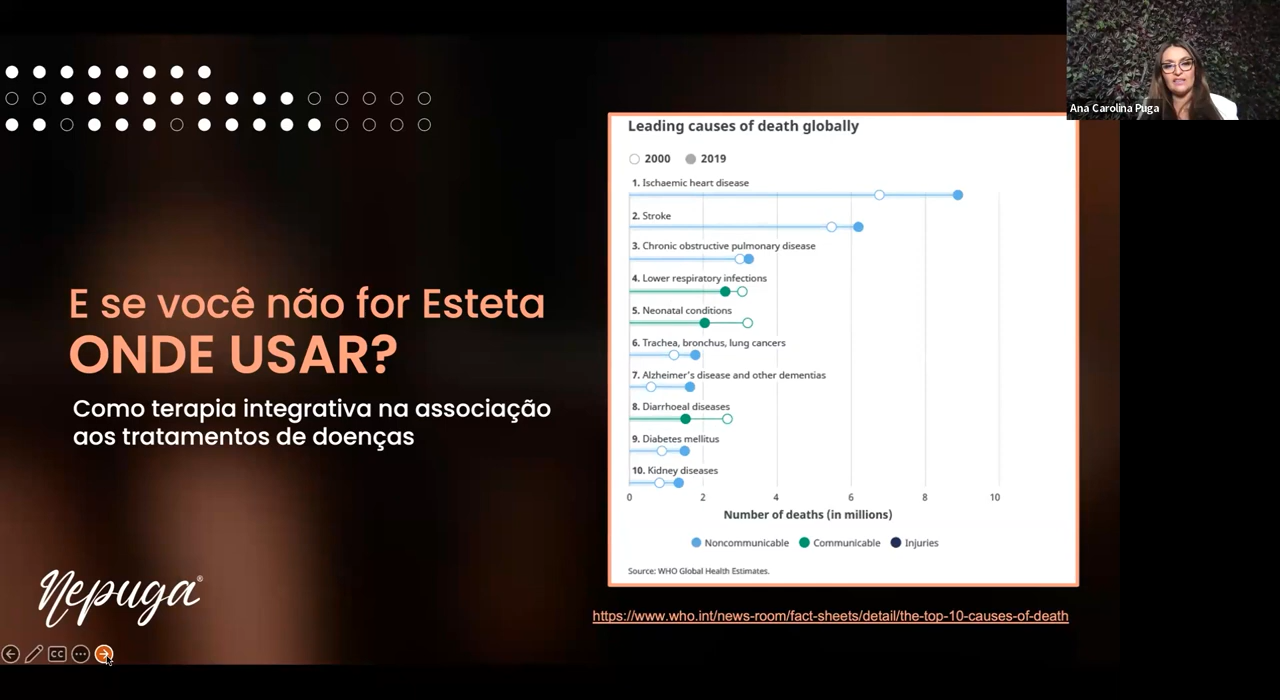 Ana Carolina Puga
E se você não for Esteta
ONDE USAR?
Como terapia integrativa na associação
aos tratamentos de doenças
Nepuga®
CC
Leading causes of death globally
2000 2019
1. Ischaemic heart disease
2. Stroke
3. Chronic obstructive pulmonary disease
4. Lower respiratory infections
5. Neonatal conditions
6. Trachea, bronchus, lung cancers
7. Alzheimer's disease and other dementias
8. Diarrhoeal diseases
9. Diabetes mellitus
10. Kidney diseases
0 2 4 6 8 10
Number of deaths (in millions)
Noncommunicable Communicable Injuries
Source: WHO Global Health Estimates.
https://www.who.int/news-room/fact-sheets/detail/the-top-10-causes-of-death